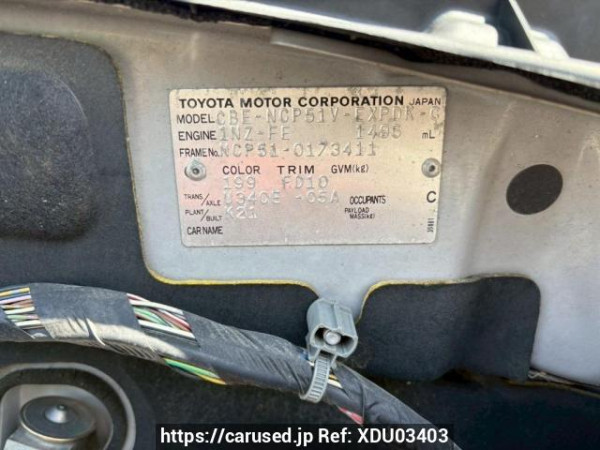 TOYOTA MOTOR CORPORATION JAPAN
MODEL CBE-NCP51V-EXPDK-G
ENGINE 1NZ-FE 1496 mL
FRAME No. NCP51-0173411
COLOR TRIM GVM(kg)
199 FD10
TRANS/AXLE U340E -05A OCCUPANTS C
PLANT/BUILT K21 PAYLOAD MASS(kg)
CAR NAME
https://carused.jp Ref: XDU03403